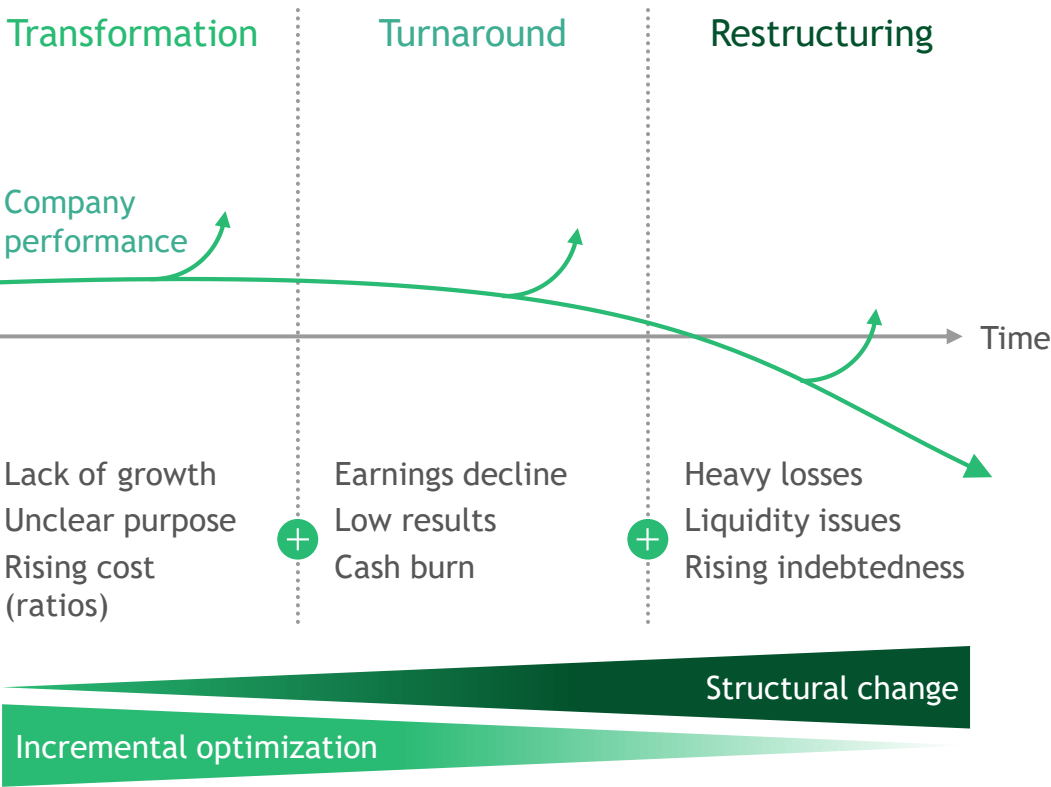 Transformation
Turnaround
Restructuring
Company
performance
Time
Lack of growth
Unclear purpose
Rising cost
(ratios)
Earnings decline
Low results
Cash burn
Heavy losses
Liquidity issues
Rising indebtedness
Structural change
Incremental optimization